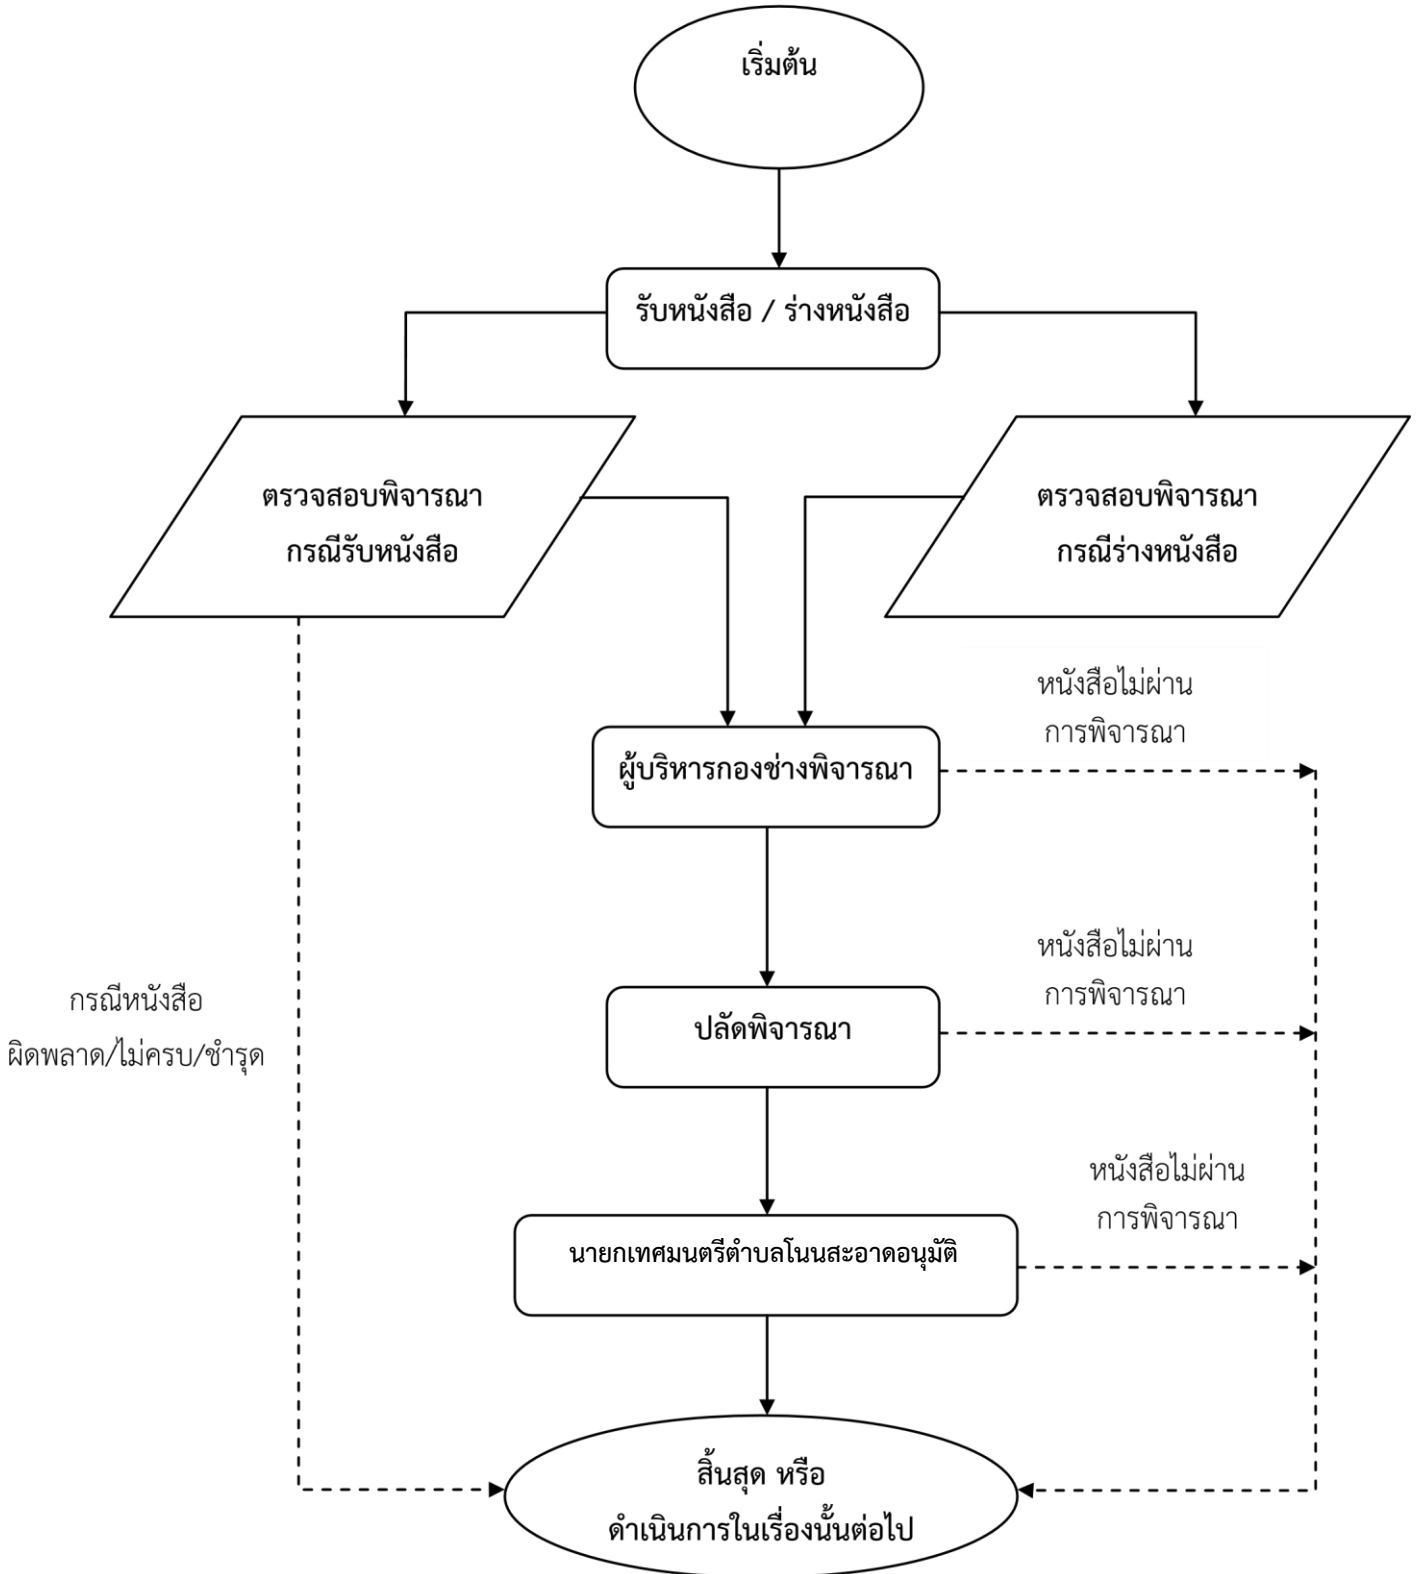 เริ่มต้น
รับหนังสือ / ร่างหนังสือ
ตรวจสอบพิจารณา
กรณีรับหนังสือ
ตรวจสอบพิจารณา
กรณีร่างหนังสือ
หนังสือไม่ผ่าน
การพิจารณา
ผู้บริหารกองช่างพิจารณา
หนังสือไม่ผ่าน
การพิจารณา
กรณีหนังสือ
ผิดพลาด/ไม่ครบ/ชำรุด
ปลัดพิจารณา
หนังสือไม่ผ่าน
การพิจารณา
นายกเทศมนตรีตำบลโนนสะอาดอนุมัติ
สิ้นสุด หรือ
ดำเนินการในเรื่องนั้นต่อไป